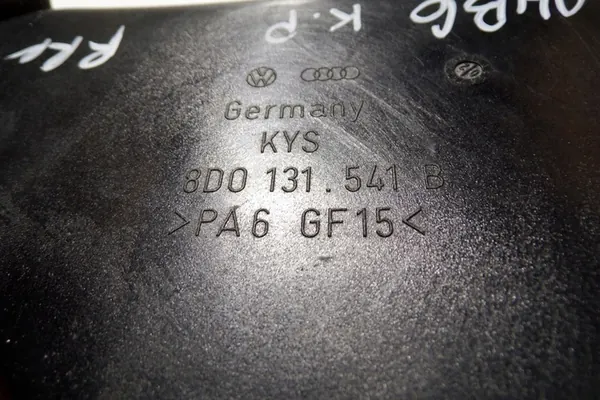 Germany
KYS
8D0 131.541 B
>PA6 GF15<